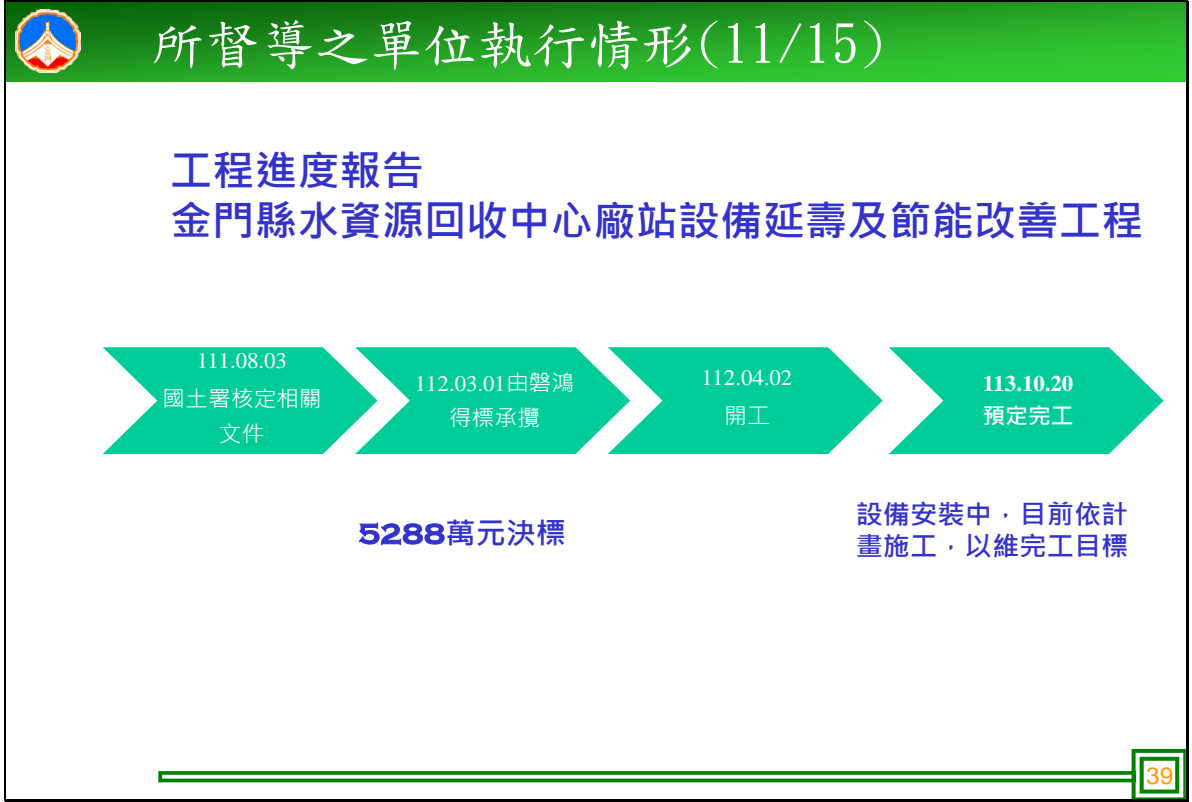 所督導之單位執行情形(11/15)
工程進度報告
金門縣水資源回收中心廠站設備延壽及節能改善工程
111.08.03
國土署核定相關
文件
112.03.01由磐鴻
得標承攬
112.04.02
開工
113.10.20
預定完工
5288萬元決標
設備安裝中，目前依計
畫施工，以維完工目標
39